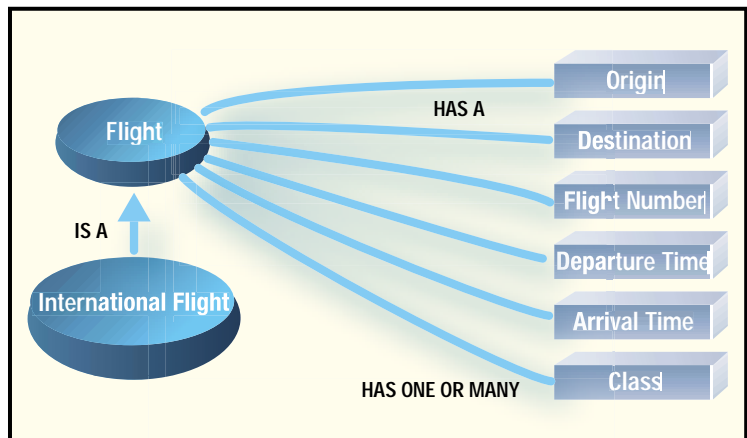 Origin
HAS A
Flight
Destination
Flight Number
IS A
Departure Time
International Flight
Arrival Time
Class
HAS ONE OR MANY